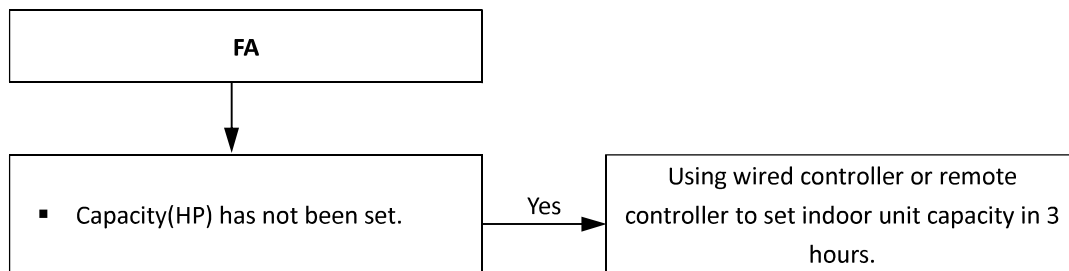 FA
▪ Capacity(HP) has not been set.
Yes
Using wired controller or remote
controller to set indoor unit capacity in 3
hours.